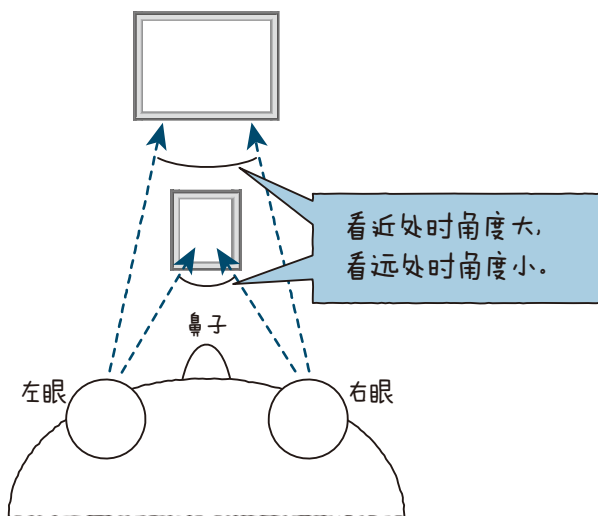 看近处时角度大,
看远处时角度小。
鼻子
左眼
右眼